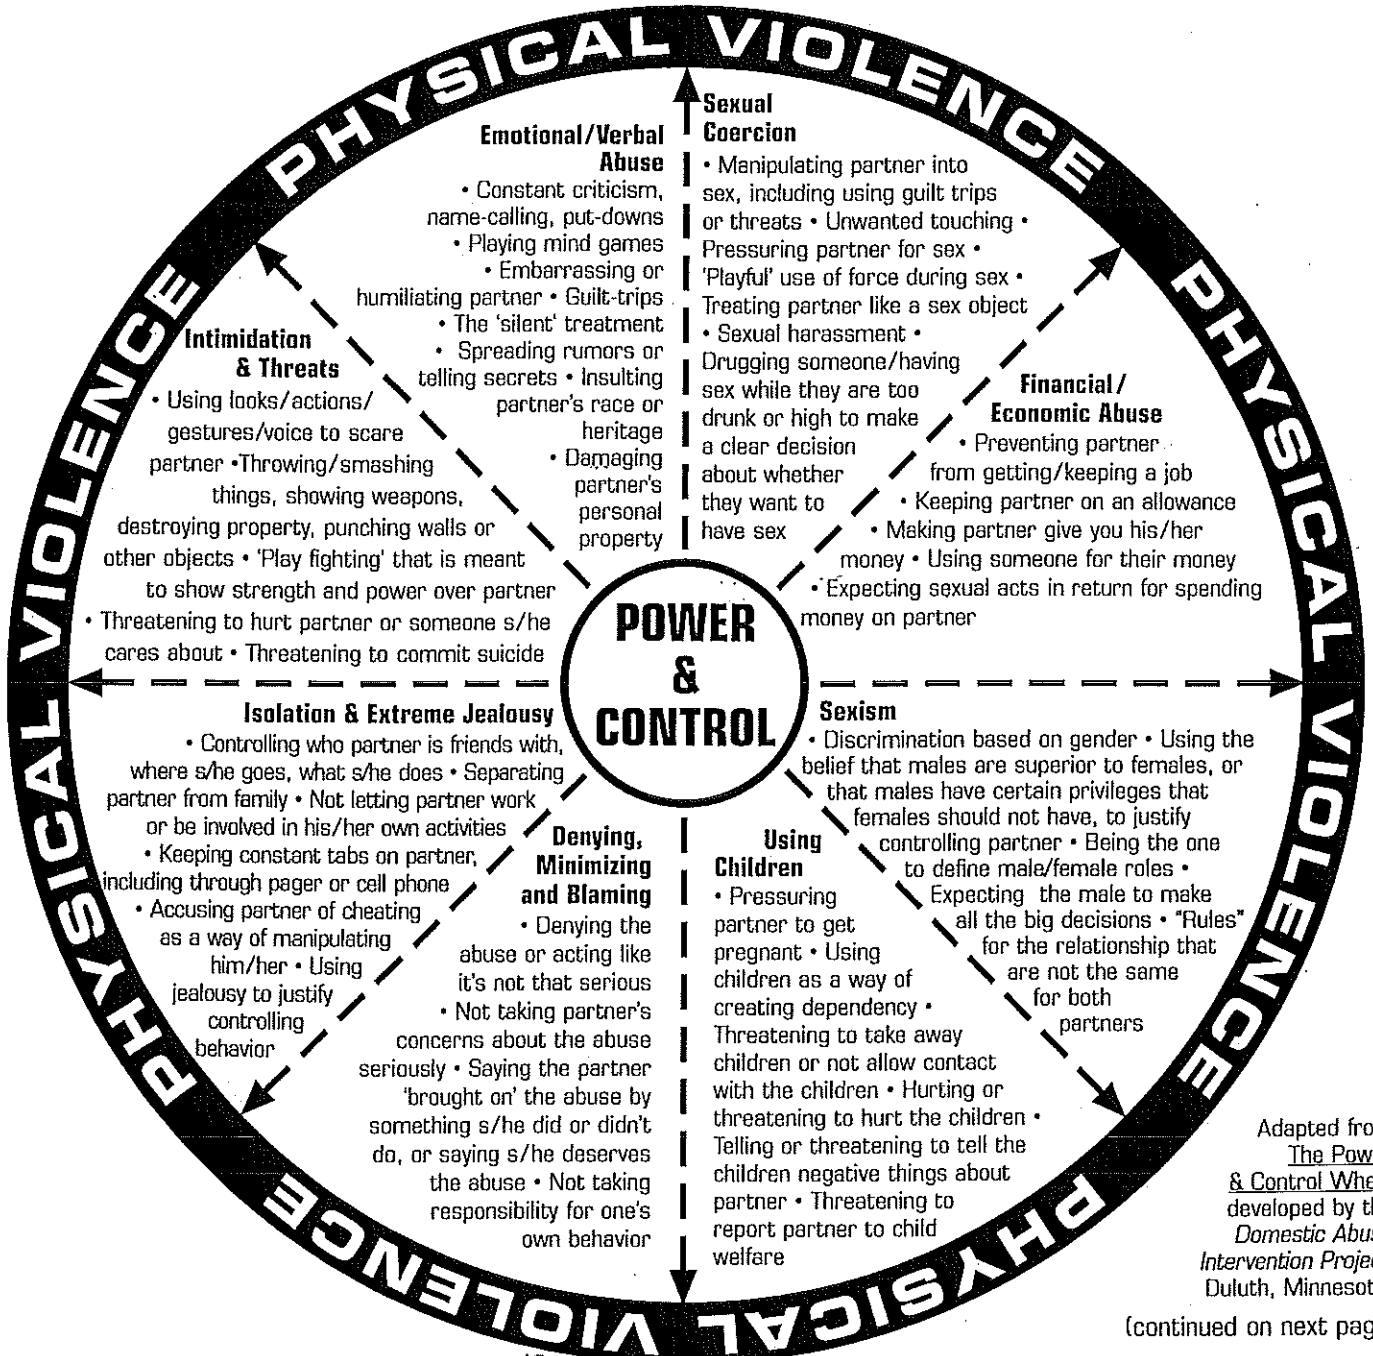 PHYSICAL VIOLENCE
PHYSICAL VIOLENCE
PHYSICAL VIOLENCE
PHYSICAL VIOLENCE
Emotional/Verbal
Abuse
• Constant criticism,
name-calling, put-downs
• Playing mind games
• Embarrassing or
humiliating partner • Guilt-trips
• The 'silent' treatment
• Spreading rumors or
telling secrets • Insulting
partner's race or
heritage
• Damaging
partner's
personal
property
Sexual
Coercion
• Manipulating partner into
sex, including using guilt trips
or threats • Unwanted touching •
Pressuring partner for sex •
'Playful' use of force during sex •
Treating partner like a sex object
• Sexual harassment •
Drugging someone/having
sex while they are too
drunk or high to make
a clear decision
about whether
they want to
have sex
Intimidation
& Threats
• Using looks/actions/
gestures/voice to scare
partner •Throwing/smashing
things, showing weapons,
destroying property, punching walls or
other objects • 'Play fighting' that is meant
to show strength and power over partner
• Threatening to hurt partner or someone s/he
cares about • Threatening to commit suicide
Financial/
Economic Abuse
• Preventing partner
from getting/keeping a job
• Keeping partner on an allowance
• Making partner give you his/her
money • Using someone for their money
• Expecting sexual acts in return for spending
money on partner
POWER
&
CONTROL
Isolation & Extreme Jealousy
• Controlling who partner is friends with,
where s/he goes, what s/he does • Separating
partner from family • Not letting partner work
or be involved in his/her own activities
• Keeping constant tabs on partner,
including through pager or cell phone
• Accusing partner of cheating
as a way of manipulating
him/her • Using
jealousy to justify
controlling
behavior
Sexism
• Discrimination based on gender • Using the
belief that males are superior to females, or
that males have certain privileges that
females should not have, to justify
controlling partner • Being the one
to define male/female roles •
Expecting the male to make
all the big decisions • "Rules"
for the relationship that
are not the same
for both
partners
Denying,
Minimizing
and Blaming
• Denying the
abuse or acting like
it's not that serious
• Not taking partner's
concerns about the abuse
seriously • Saying the partner
'brought on' the abuse by
something s/he did or didn't
do, or saying s/he deserves
the abuse • Not taking
responsibility for one's
own behavior
Using
Children
• Pressuring
partner to get
pregnant • Using
children as a way of
creating dependency •
Threatening to take away
children or not allow contact
with the children • Hurting or
threatening to hurt the children •
Telling or threatening to tell the
children negative things about
partner • Threatening to
report partner to child
welfare
Adapted fro
The Pow
& Control Whe
developed by th
Domestic Abus
Intervention Projec
Duluth, Minnesot
(continued on next pag